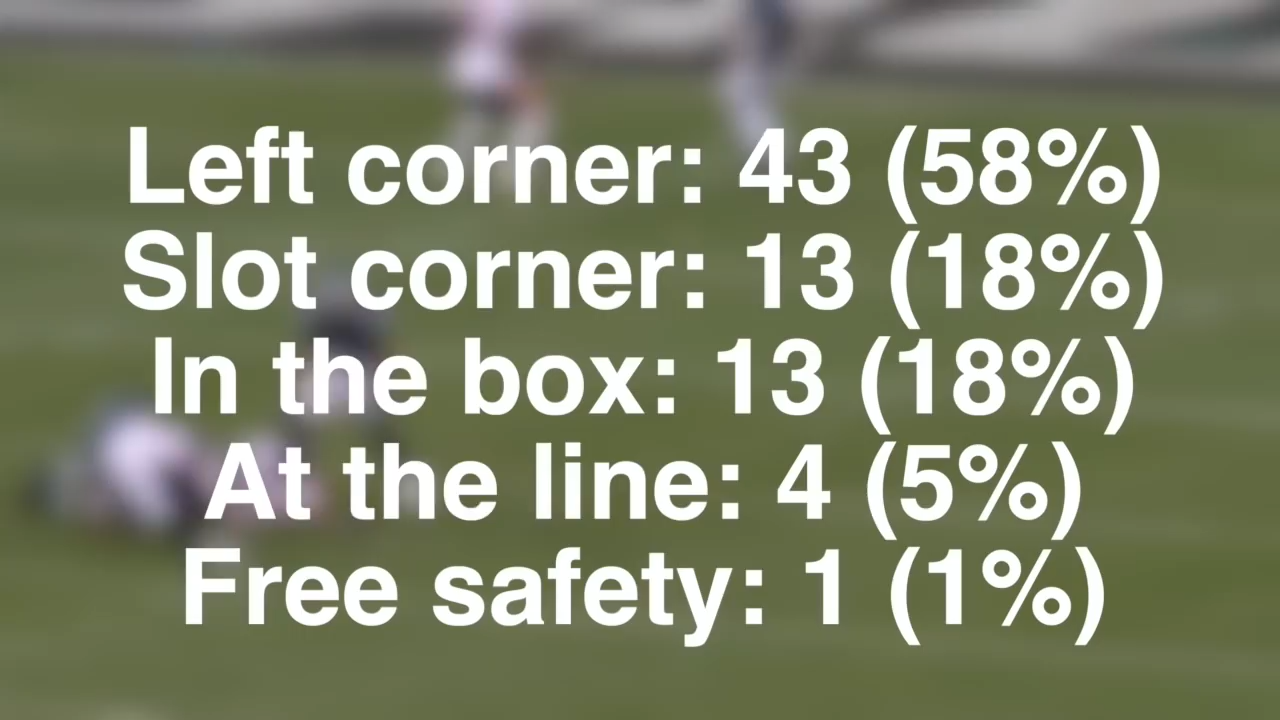 Left corner: 43 (58%)
Slot corner: 13 (18%)
In the box: 13 (18%)
At the line: 4 (5%)
Free safety: 1 (1%)